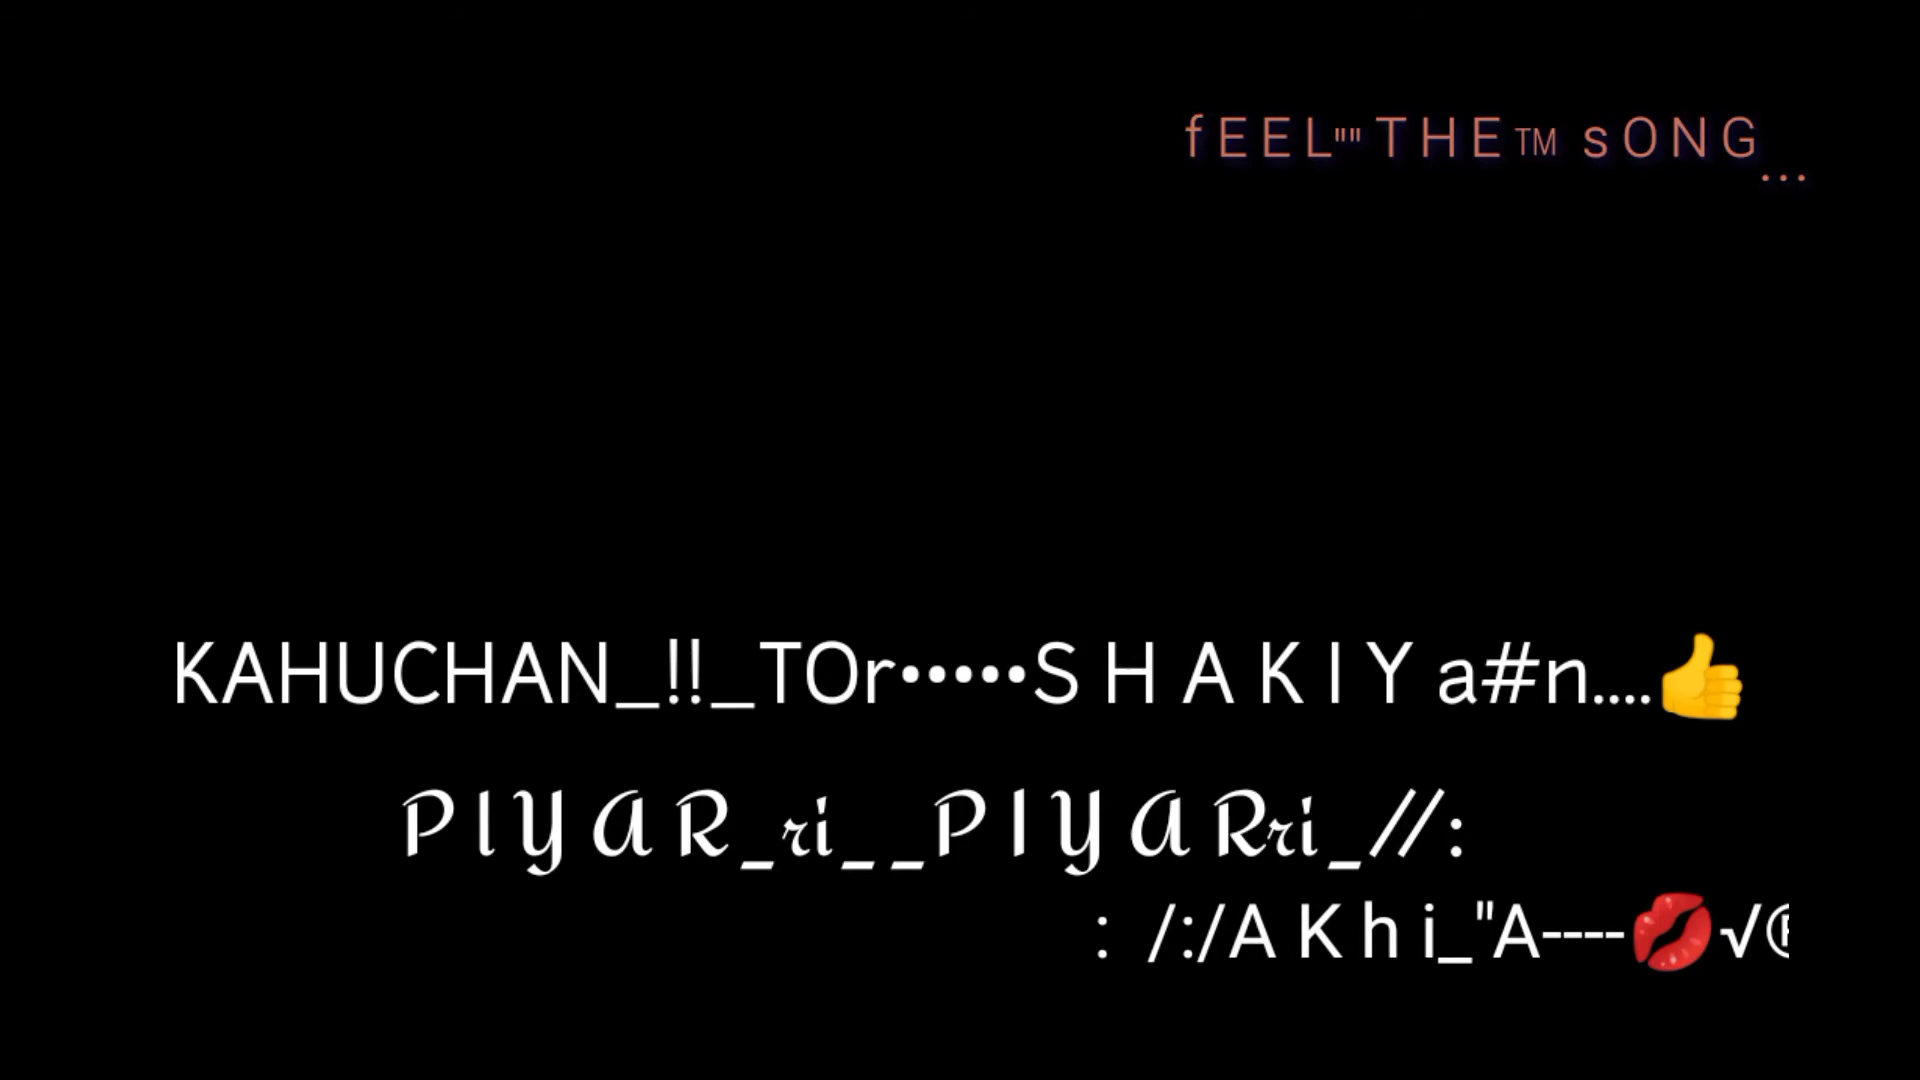 fEEL""THE™ sONG...
KAHUCHAN_!!_TOr•••••S H A K I Y a#n....👍
P I Y A R_ri_ _P I Y A Rri_//:
: /:/A K h i_"A----💋√®